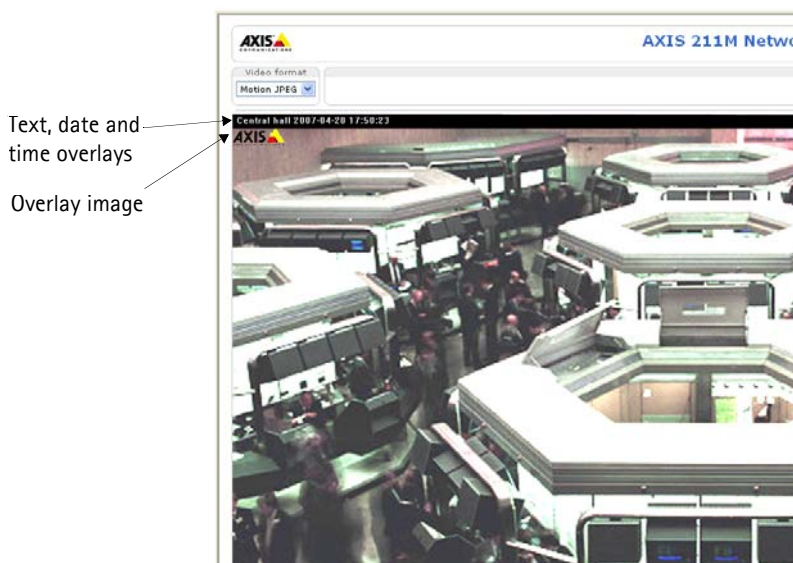 AXIS
COMMUNICATIONS
AXIS 211M Netwo
Video format
Motion JPEG
Text, date and
time overlays
Central hall 2007-04-20 17:50:23
AXIS
Overlay image